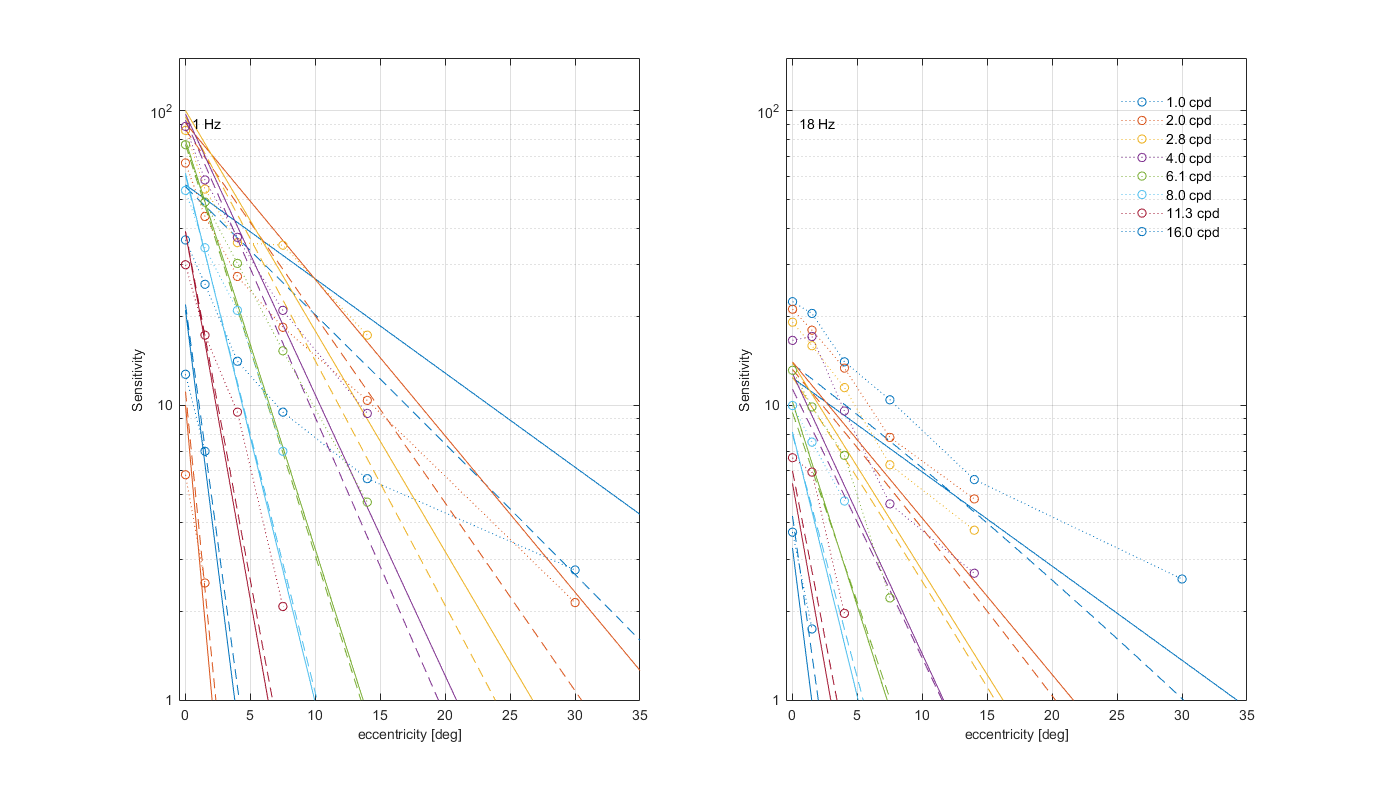 10²
10
1
Sensitivity
1 Hz
0 5 10 15 20 25 30 35
eccentricity [deg]
10²
10
1
Sensitivity
18 Hz
1.0 cpd
2.0 cpd
2.8 cpd
4.0 cpd
6.1 cpd
8.0 cpd
11.3 cpd
16.0 cpd
0 5 10 15 20 25 30 35
eccentricity [deg]